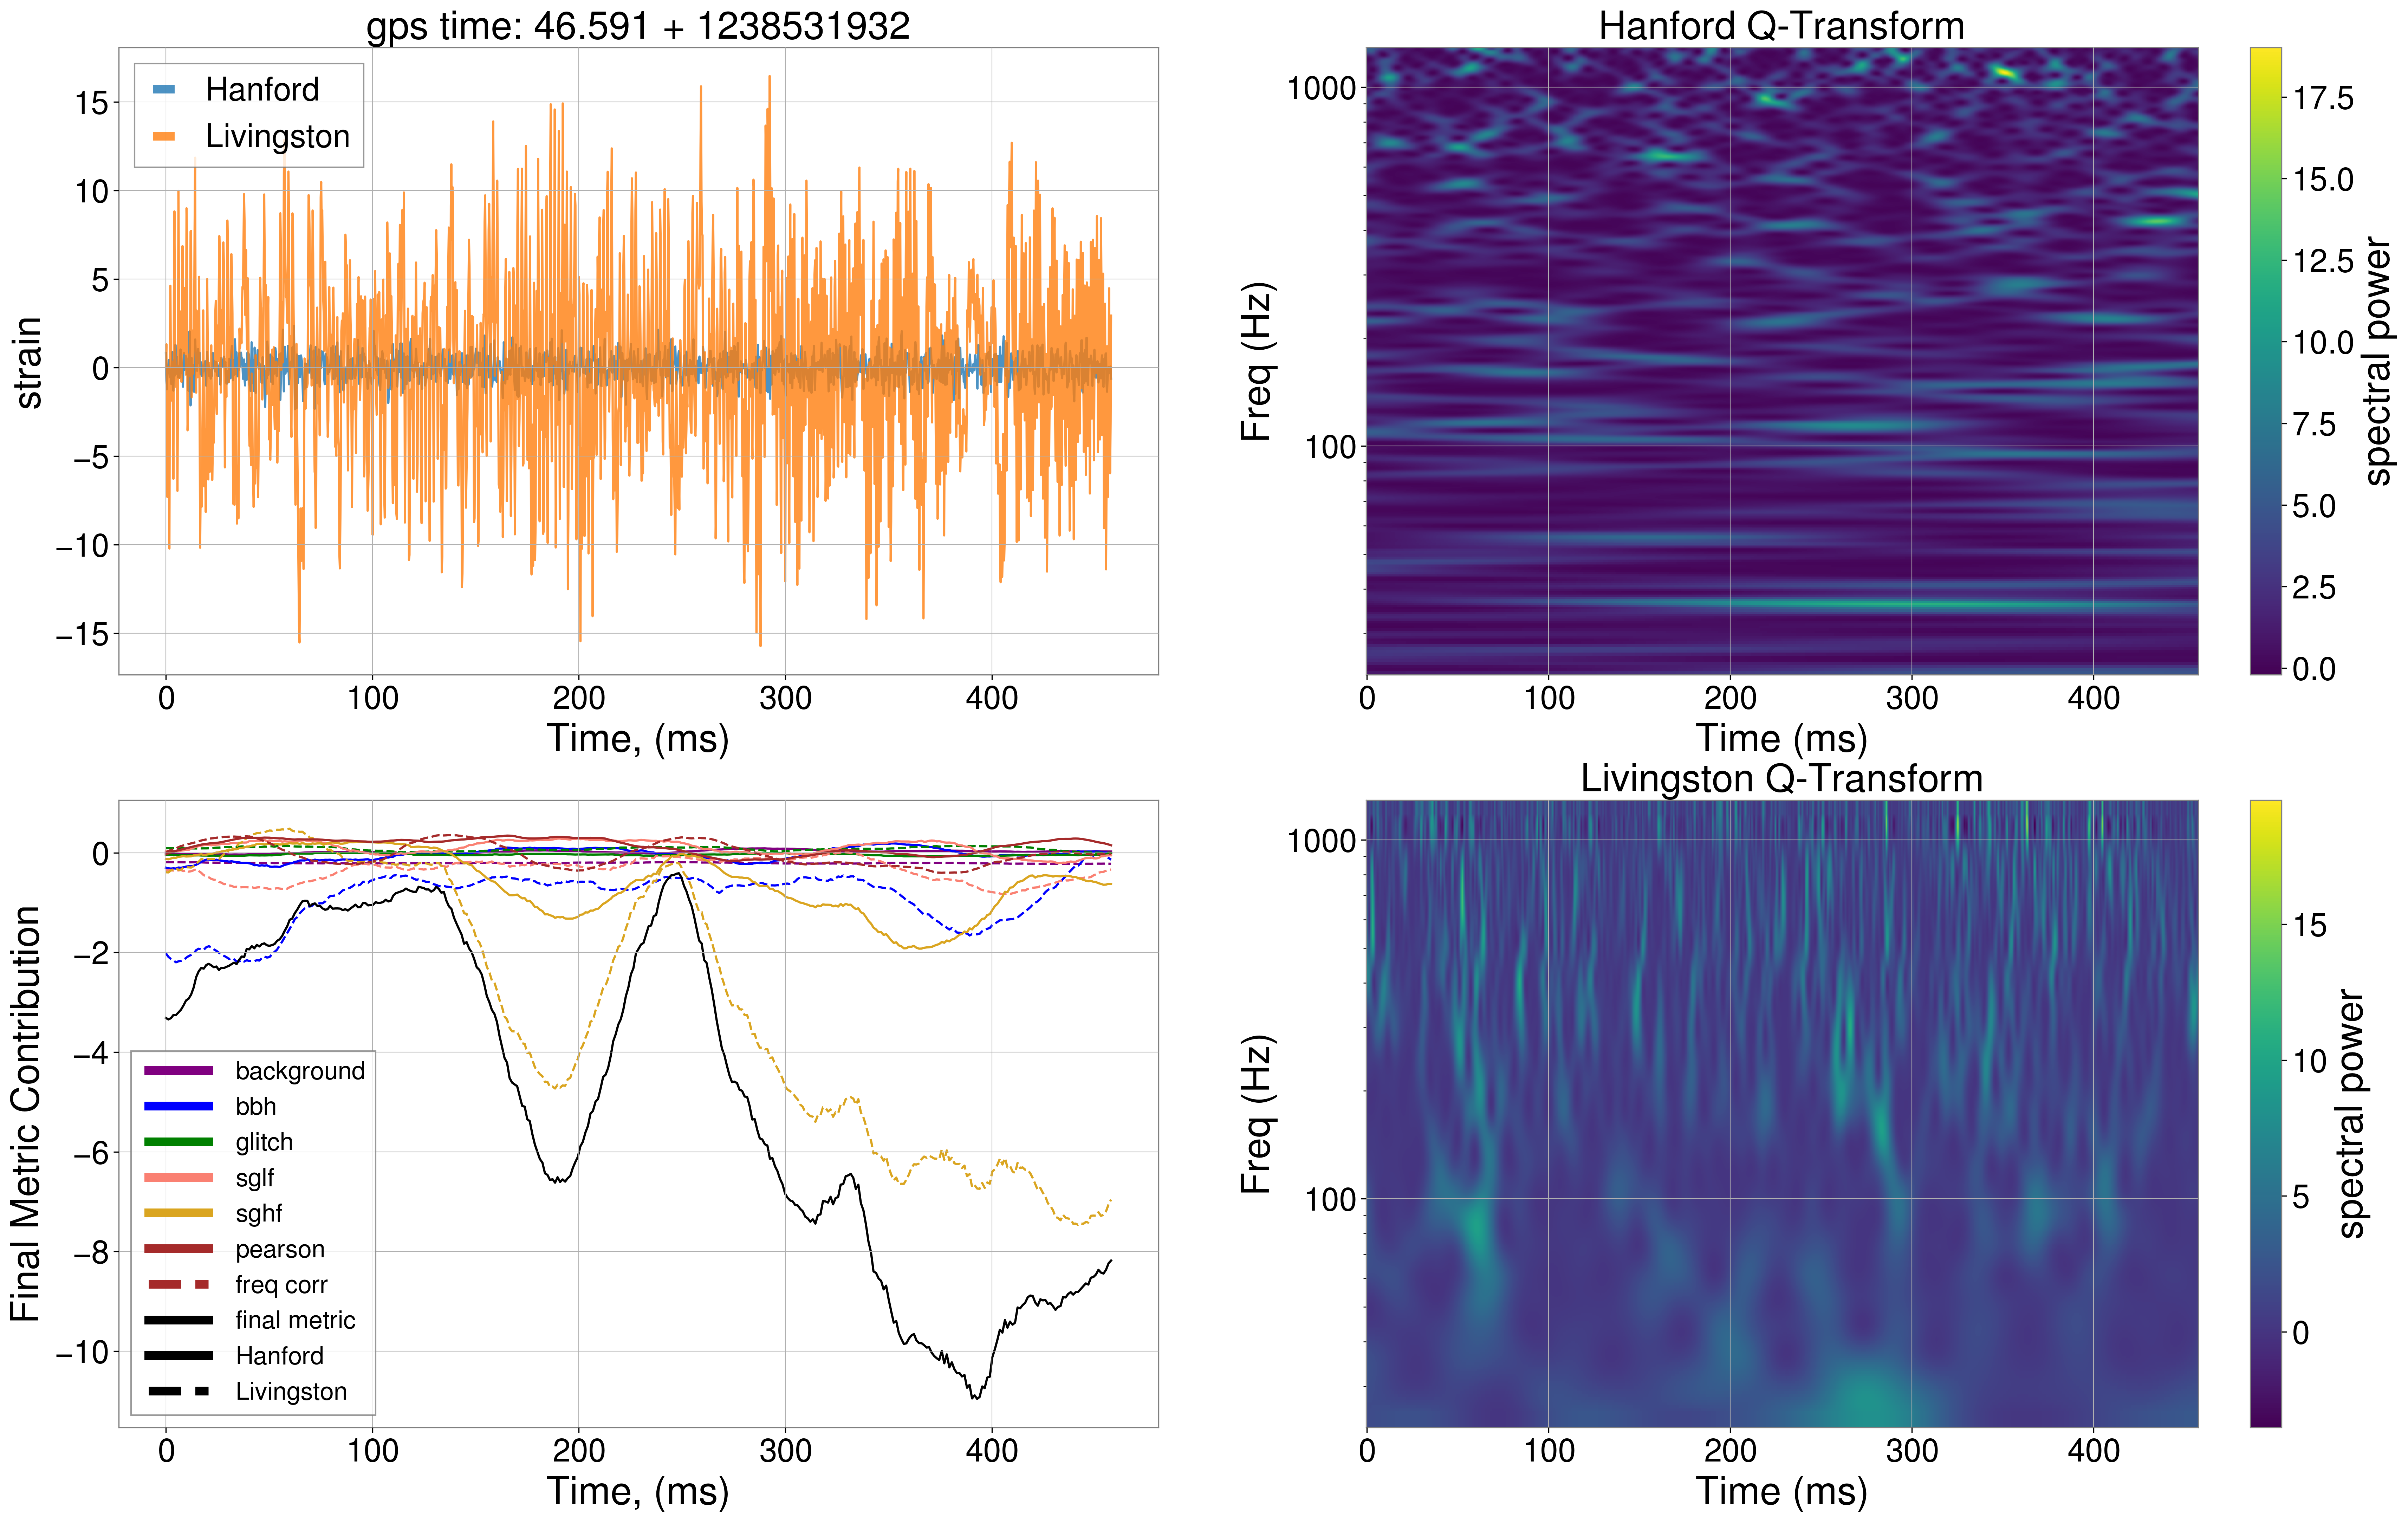 gps time: 46.591 + 1238531932
Hanford
Livingston
15
10
5
0
−5
−10
−15
strain
0 100 200 300 400
Time, (ms)
Hanford Q-Transform
1000
100
Freq (Hz)
0 100 200 300 400
Time (ms)
17.5
15.0
12.5
10.0
7.5
5.0
2.5
0.0
spectral power
0
−2
−4
−6
−8
−10
Final Metric Contribution
background
bbh
glitch
sglf
sghf
pearson
freq corr
final metric
Hanford
Livingston
0 100 200 300 400
Time, (ms)
Livingston Q-Transform
1000
100
Freq (Hz)
0 100 200 300 400
Time (ms)
15
10
5
0
spectral power